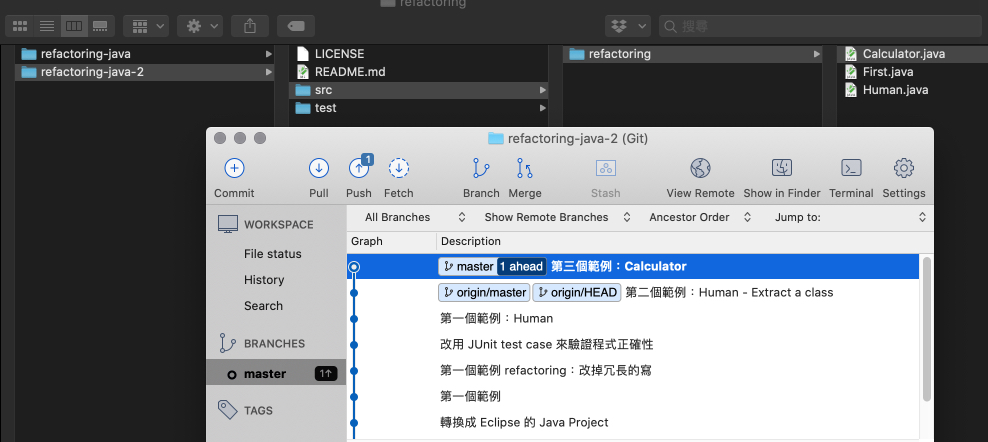 refactoring
搜尋
refactoring-java
refactoring-java-2
LICENSE
README.md
src
test
refactoring
Calculator.java
First.java
Human.java
refactoring-java-2 (Git)
1
Commit Pull Push Fetch Branch Merge Stash View Remote Show in Finder Terminal Settings
WORKSPACE
File status
History
Search
BRANCHES
master 1↑
TAGS
All Branches Show Remote Branches Ancestor Order Jump to:
Graph Description
master 1 ahead 第三個範例：Calculator
origin/master origin/HEAD 第二個範例：Human - Extract a class
第一個範例：Human
改用 JUnit test case 來驗證程式正確性
第一個範例 refactoring：改掉冗長的寫
第一個範例
轉換成 Eclipse 的 Java Project